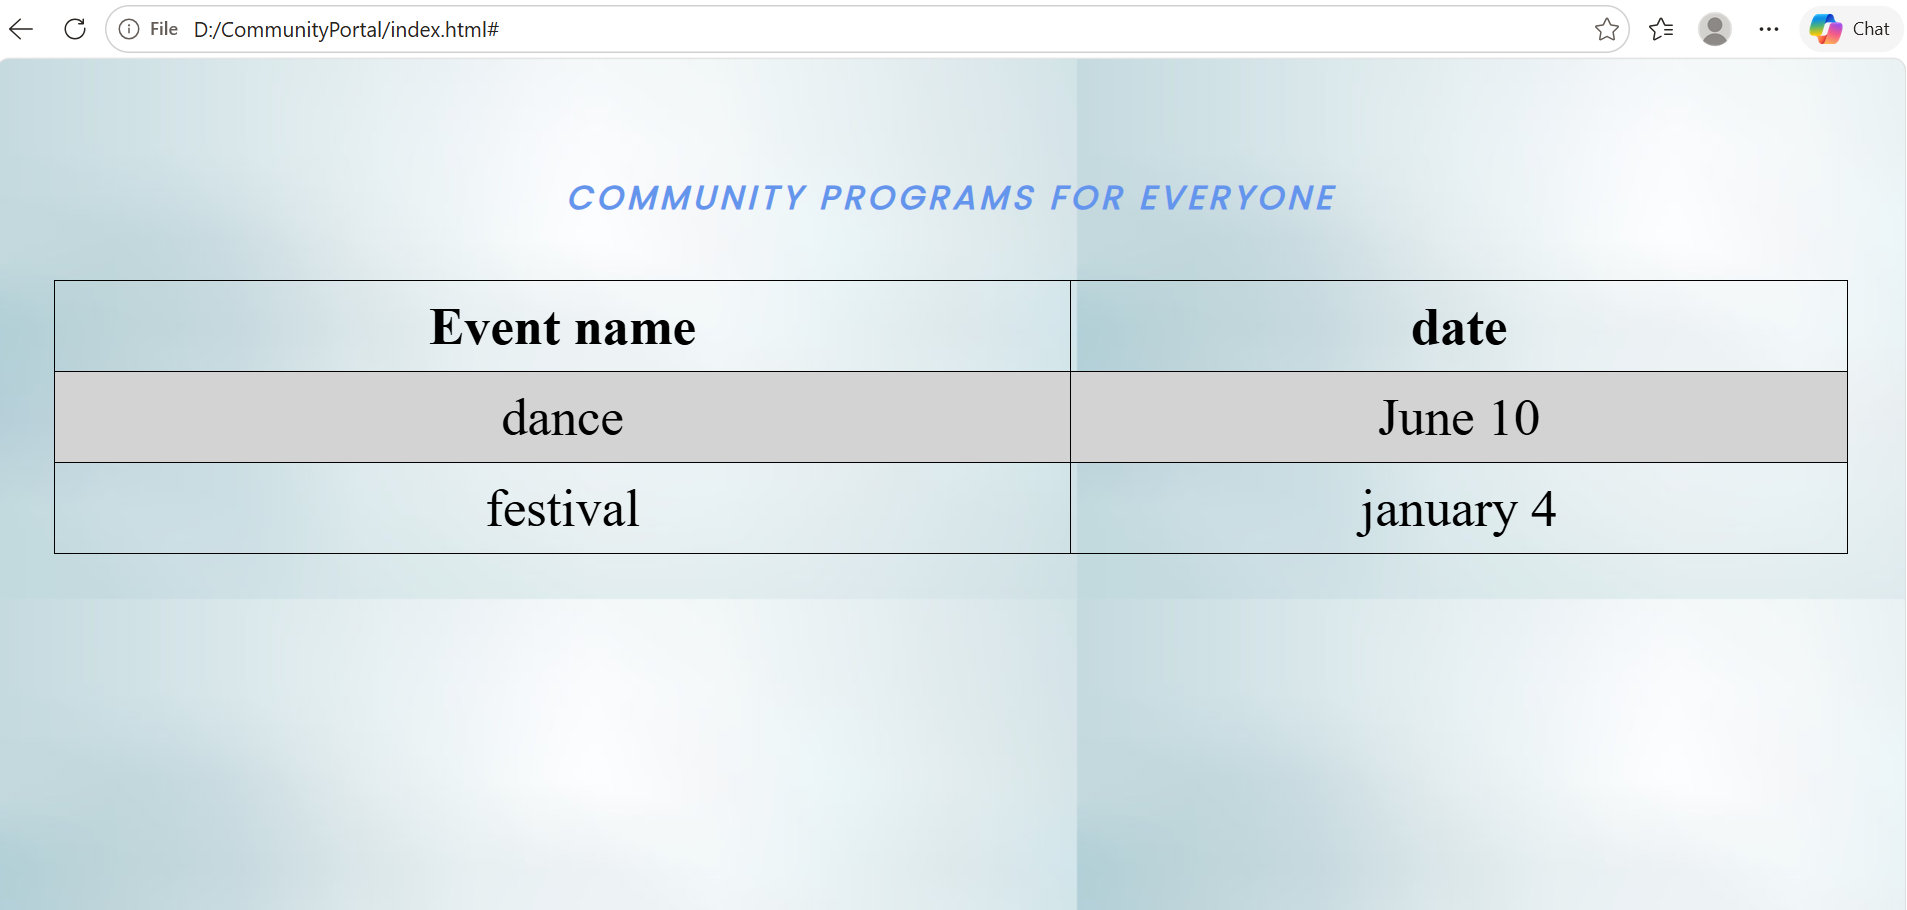 File D:/CommunityPortal/index.html# Chat
COMMUNITY PROGRAMS FOR EVERYONE
Event name date
dance June 10
festival january 4